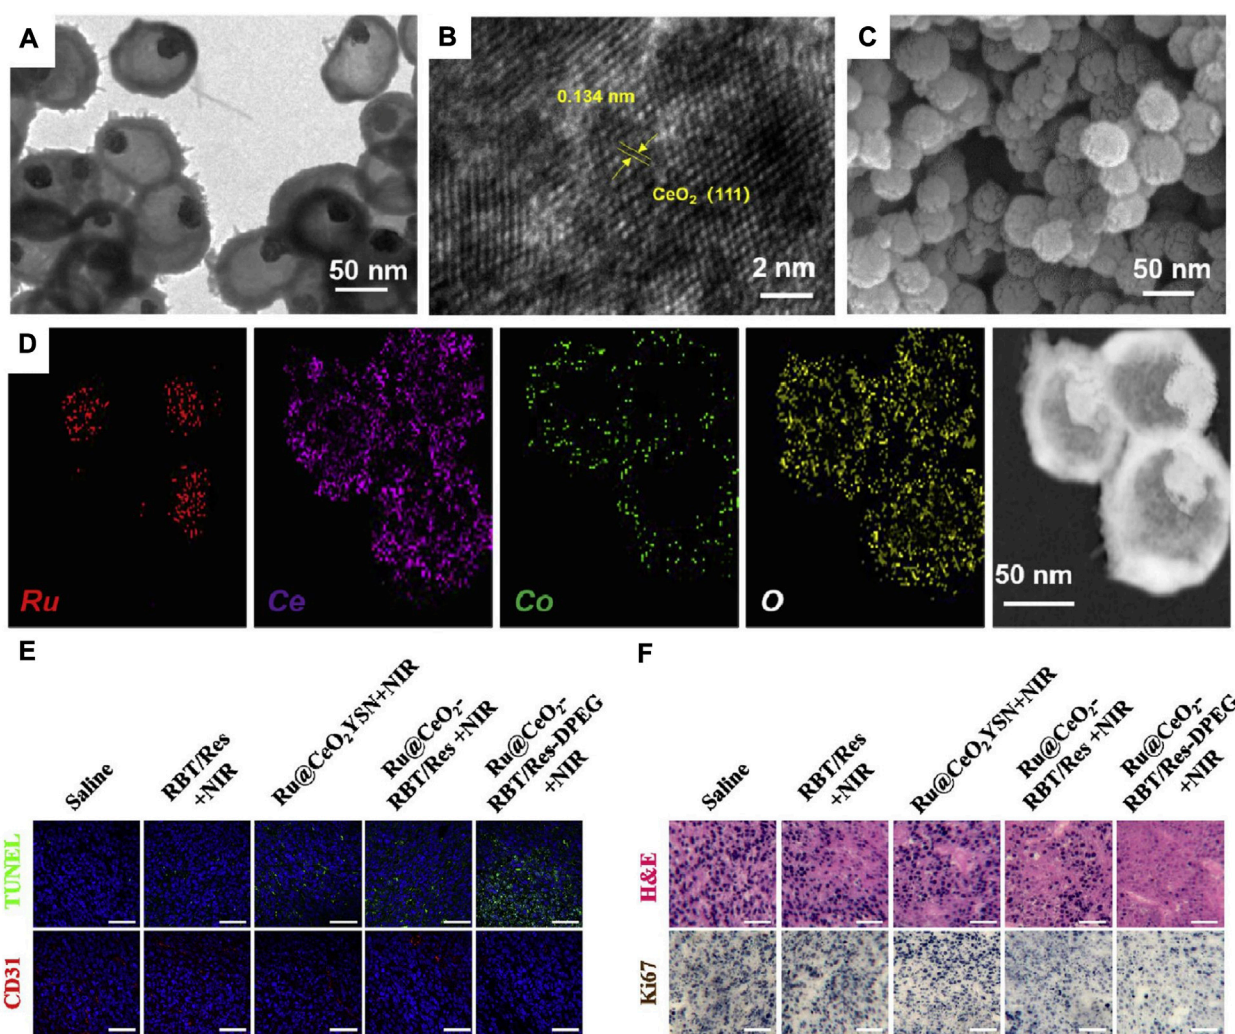 A
50 nm
B
0.134 nm
CeO₂ (111)
2 nm
C
50 nm
D
Ru
Ce
Co
O
50 nm
E
Saline
RBT/Res
+NIR
Ru@CeO₂YSN+NIR
Ru@CeO₂-
RBT/Res +NIR
Ru@CeO₂-
RBT/Res-DPEG
+NIR
TUNEL
CD31
F
Saline
RBT/Res
+NIR
Ru@CeO₂YSN+NIR
Ru@CeO₂-
RBT/Res +NIR
Ru@CeO₂-
RBT/Res-DPEG
+NIR
H&E
Ki67